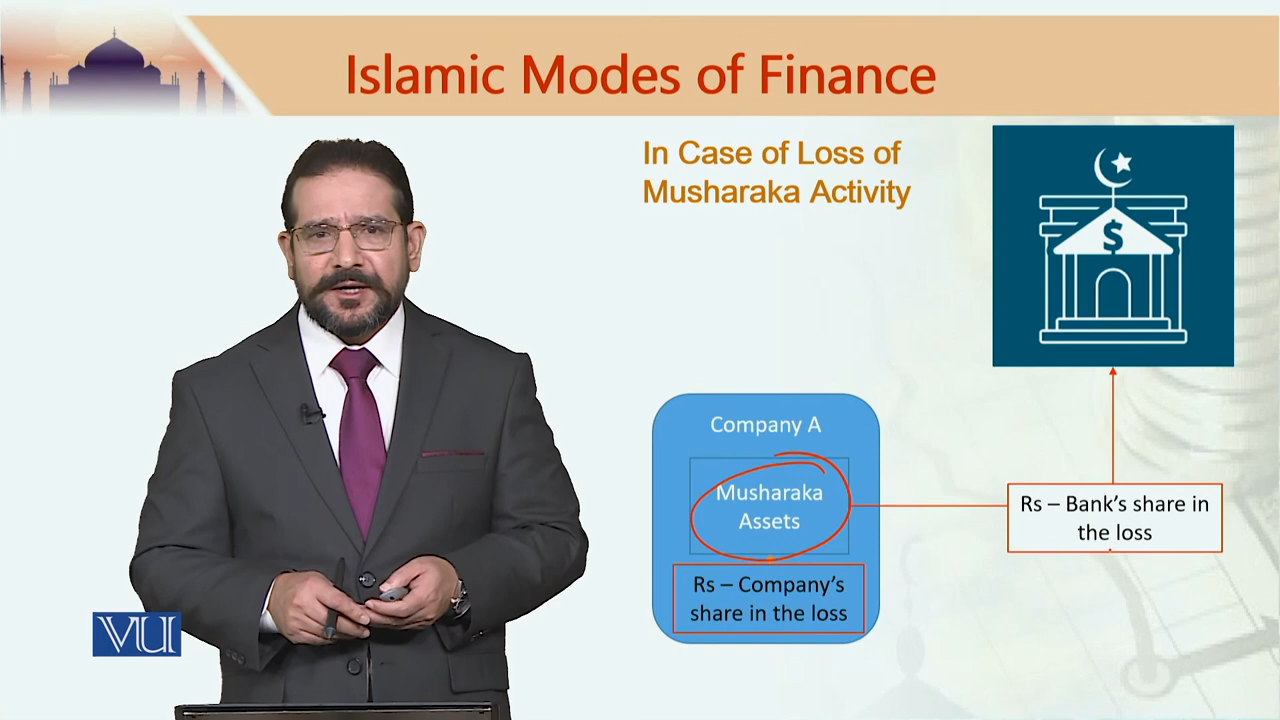 Islamic Modes of Finance
In Case of Loss of
Musharaka Activity
$
Company A
Musharaka
Assets
Rs – Company’s
share in the loss
Rs – Bank’s share in
the loss
VU